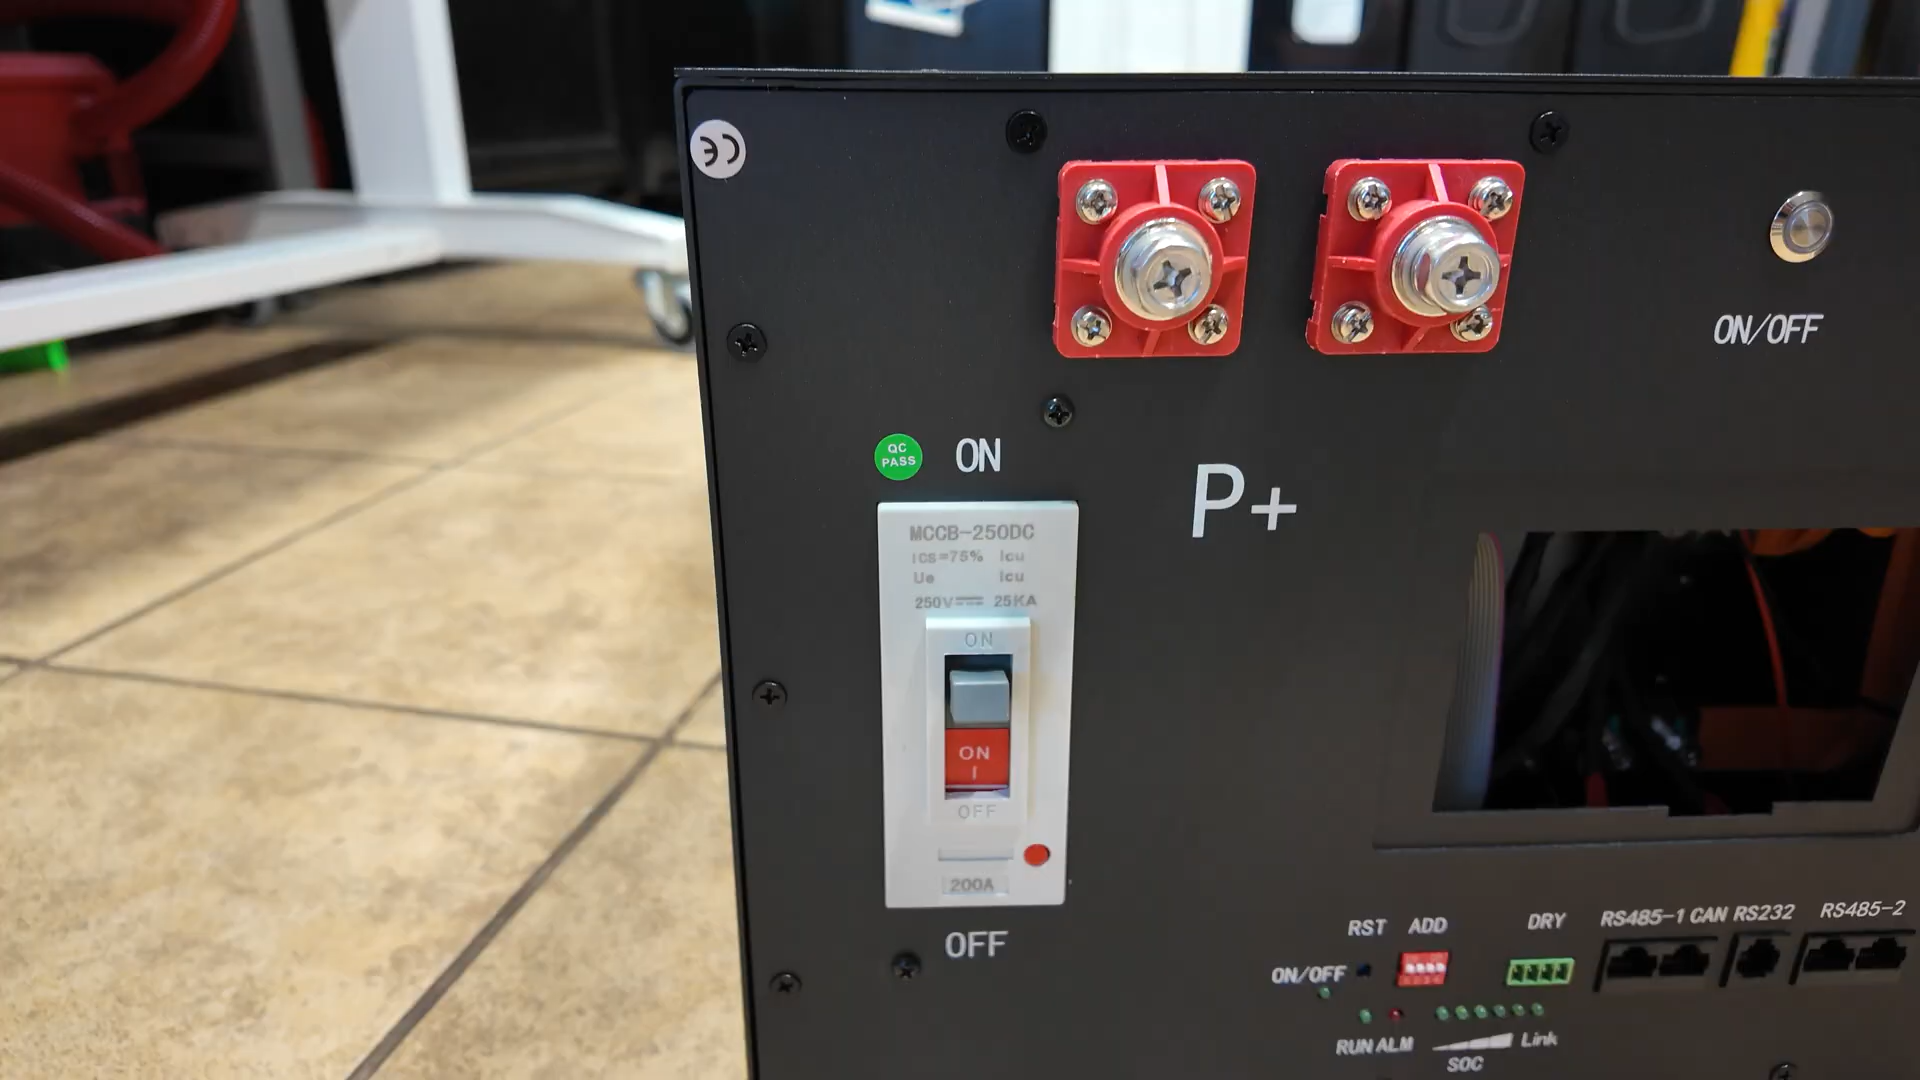 CE
ON/OFF
QC
PASS
ON
P+
MCCB-250DC
Ics=75% Icu
Ue Icu
250V 25KA
ON
ON
I
OFF
200A
OFF
RST ADD DRY RS485-1 CAN RS232 RS485-2
ON/OFF
RUN ALM SOC Link